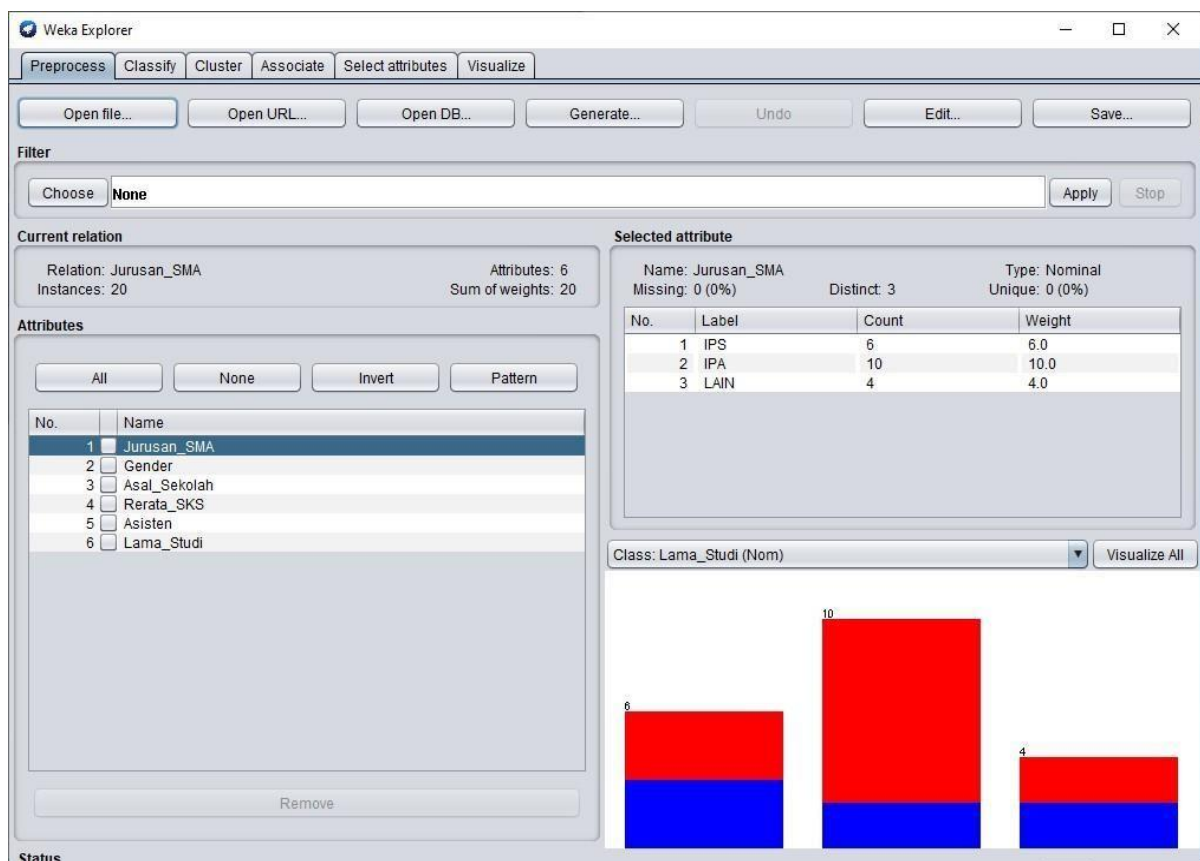 Weka Explorer
Preprocess Classify Cluster Associate Select attributes Visualize
Open file... Open URL... Open DB... Generate... Undo Edit... Save...
Filter
Choose None Apply Stop
Current relation
Relation: Jurusan_SMA Attributes: 6
Instances: 20 Sum of weights: 20
Attributes
All None Invert Pattern
No. Name
1 Jurusan_SMA
2 Gender
3 Asal_Sekolah
4 Rerata_SKS
5 Asisten
6 Lama_Studi
Remove
Status
Selected attribute
Name: Jurusan_SMA Type: Nominal
Missing: 0 (0%) Distinct: 3 Unique: 0 (0%)
No. Label Count Weight
1 IPS 6 6.0
2 IPA 10 10.0
3 LAIN 4 4.0
Class: Lama_Studi (Nom) Visualize All
6
10
4